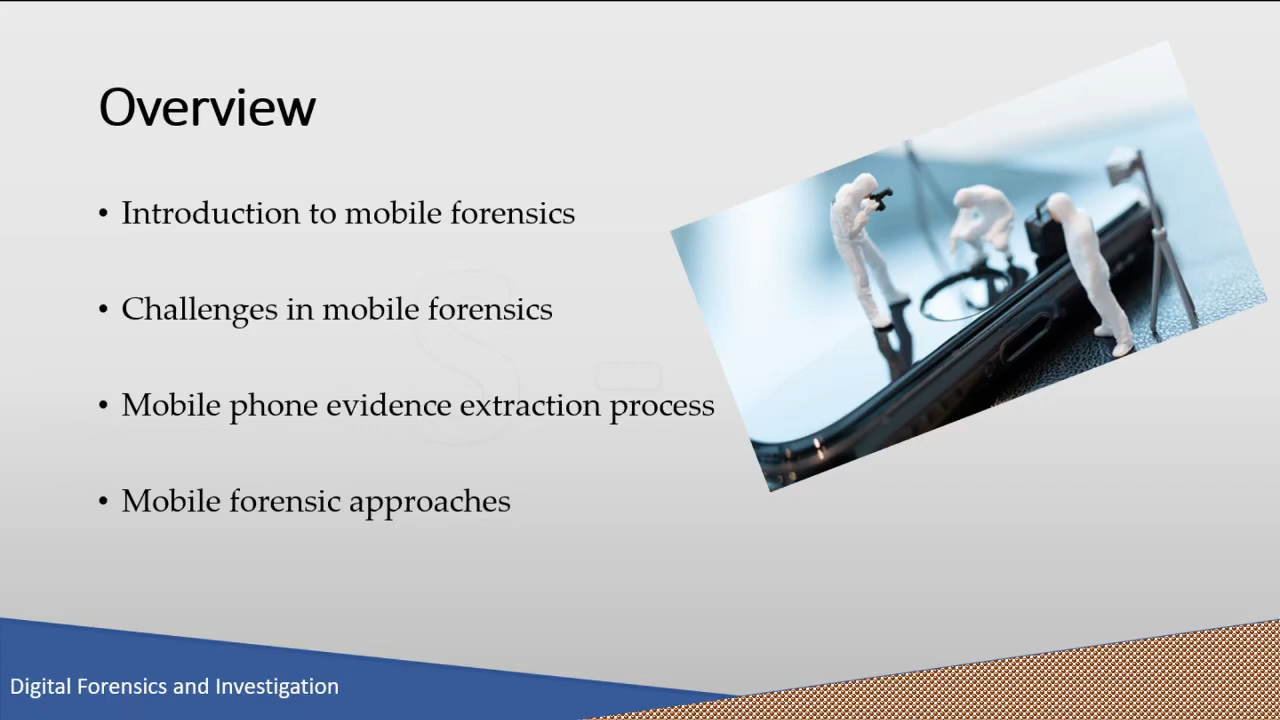 Overview
• Introduction to mobile forensics
• Challenges in mobile forensics
• Mobile phone evidence extraction process
• Mobile forensic approaches
Digital Forensics and Investigation